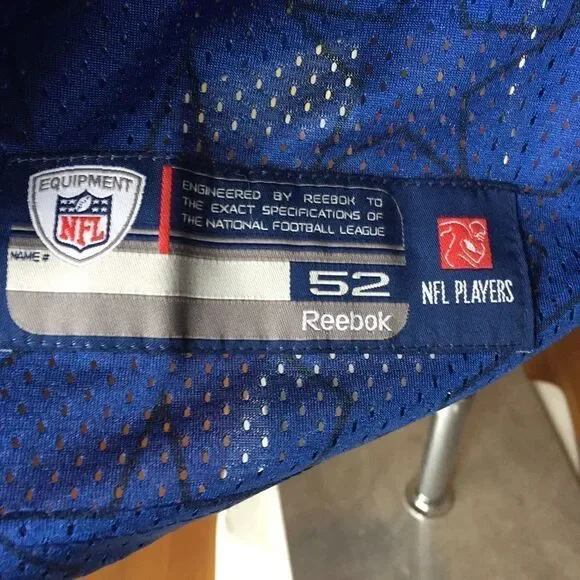 EQUIPMENT
NFL
ENGINEERED BY REEBOK TO
THE EXACT SPECIFICATIONS OF
THE NATIONAL FOOTBALL LEAGUE
NAME #
52
Reebok
NFL PLAYERS